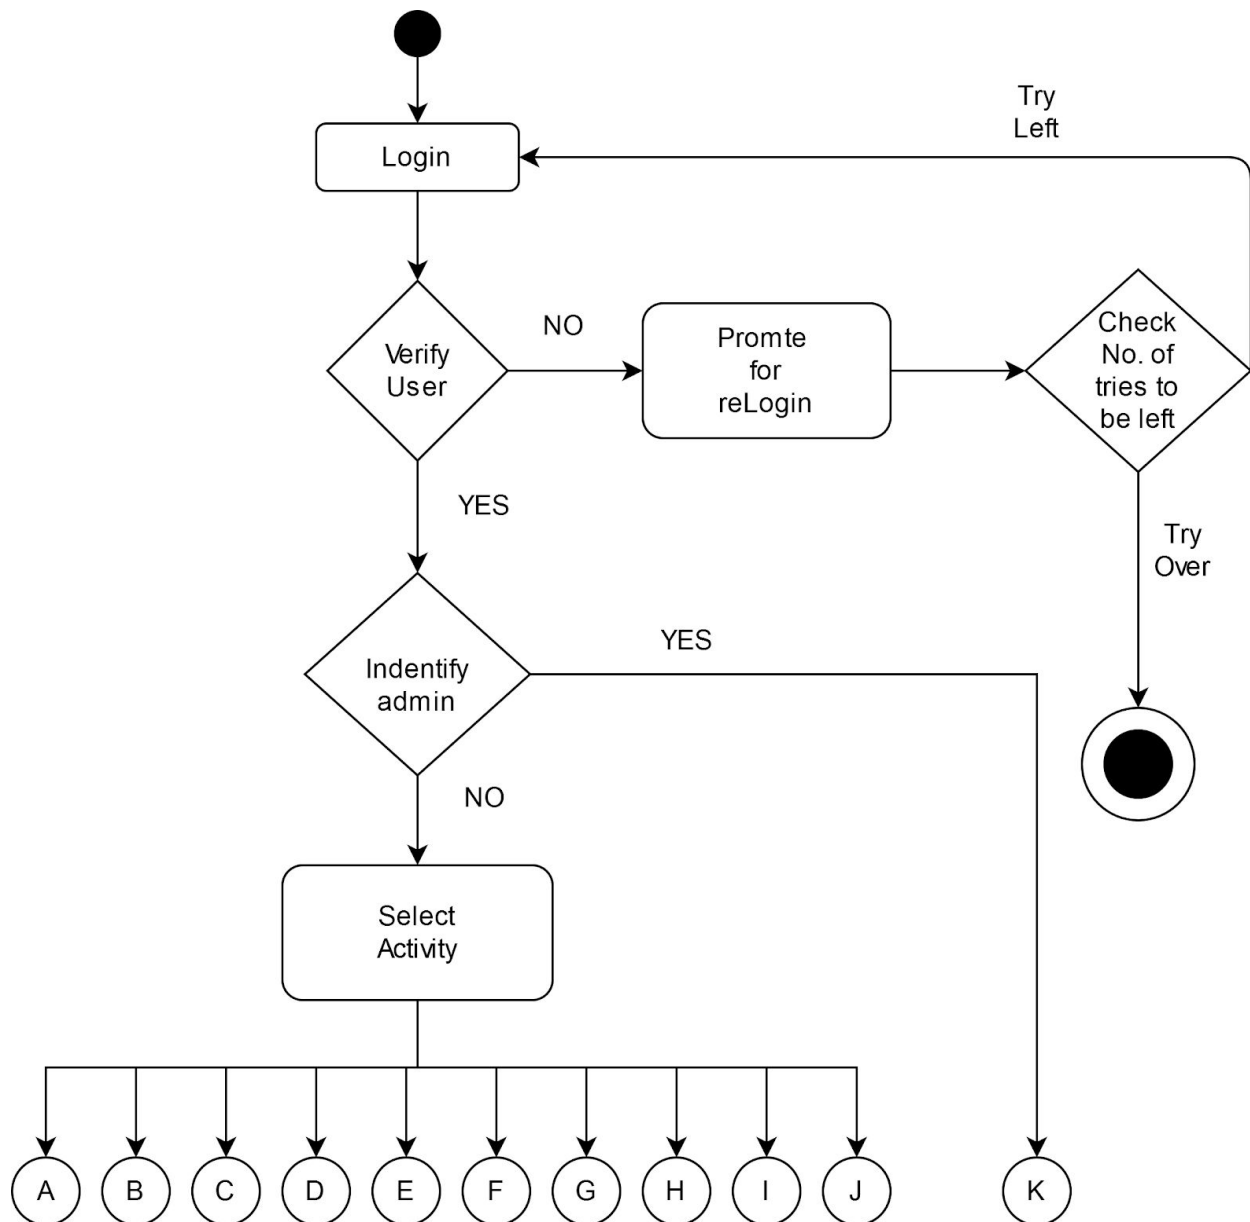 Try
Left
Login
Verify
User
NO
Promte
for
reLogin
Check
No. of
tries to
be left
YES
Try
Over
Indentify
admin
YES
NO
Select
Activity
A
B
C
D
E
F
G
H
I
J
K